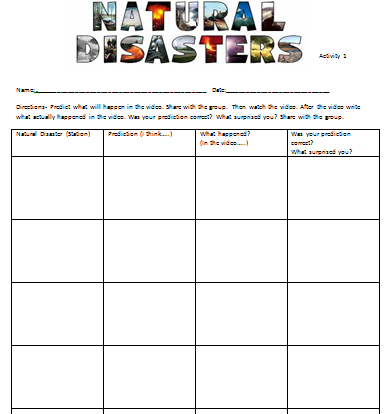 NATURAL
DISASTERS
Activity 1
Name: Date:
Directions- Predict what will happen in the video. Share with the group. Then watch the video. After the video write
what actually happened in the video. Was your prediction correct? What surprised you? Share with the group.
Natural Disaster (Station)
Prediction (I think....)
What happened?
(In the video.....)
Was your prediction
correct?
What surprised you?